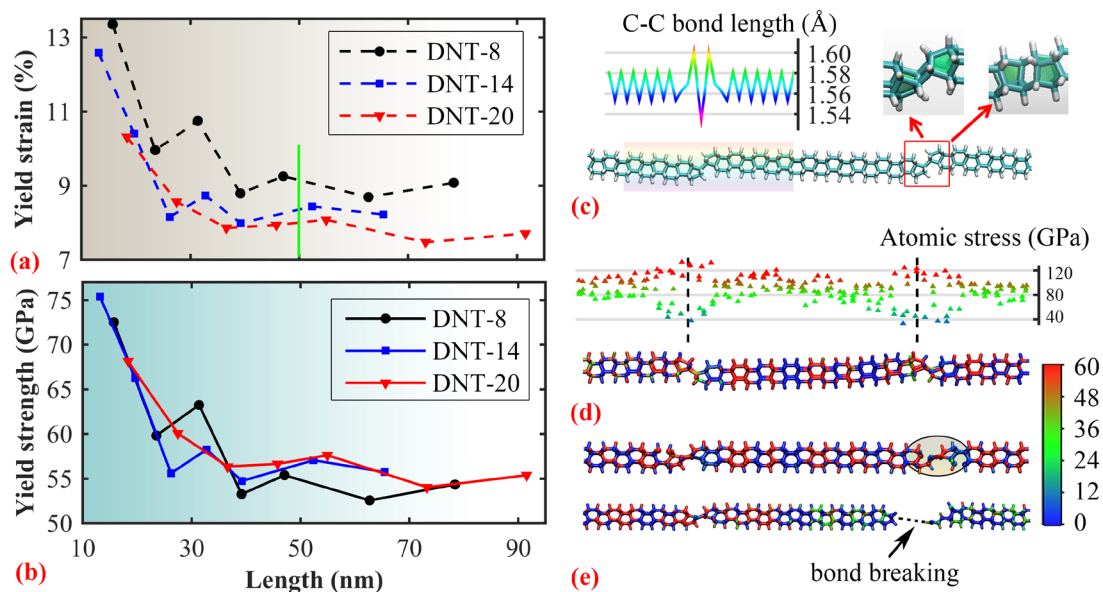 13
11
9
7
Yield strain (%)
DNT-8
DNT-14
DNT-20
(a)
75
70
65
60
55
50
Yield strength (GPa)
DNT-8
DNT-14
DNT-20
10
30
50
70
90
Length (nm)
(b)
C-C bond length (Å)
1.60
1.58
1.56
1.54
(c)
Atomic stress (GPa)
120
80
40
(d)
60
48
36
24
12
0
bond breaking
(e)